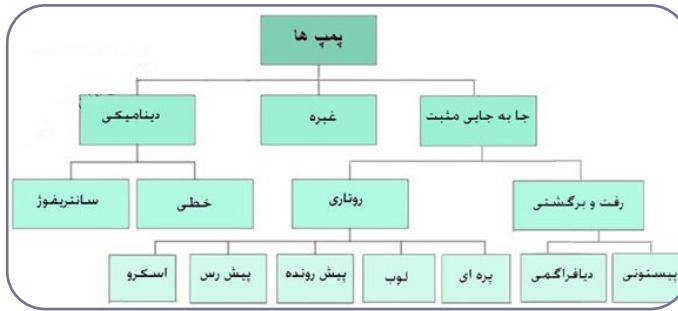 پمپ ها
جا به جایی مثبت
غیره
دینامیکی
رفت و برگشتی
روتاری
خطی
سانتریفوژ
پیستونی
دیافراگمی
پره ای
لوب
پیش رونده
پیش رس
اسکرو